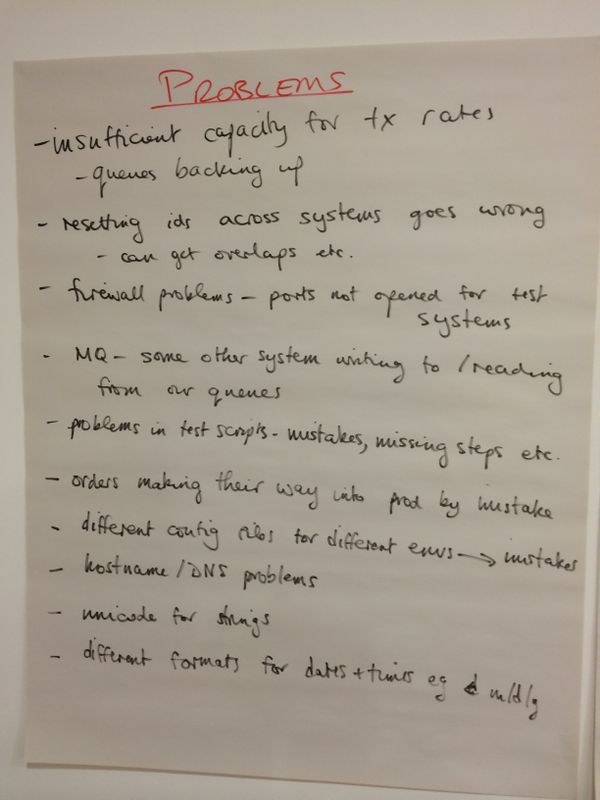 PROBLEMS
- insufficient capacity for tx rates
- queues backing up
- resetting ids across systems goes wrong
- can get overlaps etc.
- firewall problems - ports not opened for test
systems
- MQ - some other system writing to /reading
from our queues
- problems in test scripts - mistakes, missing steps etc.
- orders making their way into prod by mistake
- different config files for different envs → mistakes
- hostname/DNS problems
- unicode for strings
- different formats for dates + times eg m/d/y